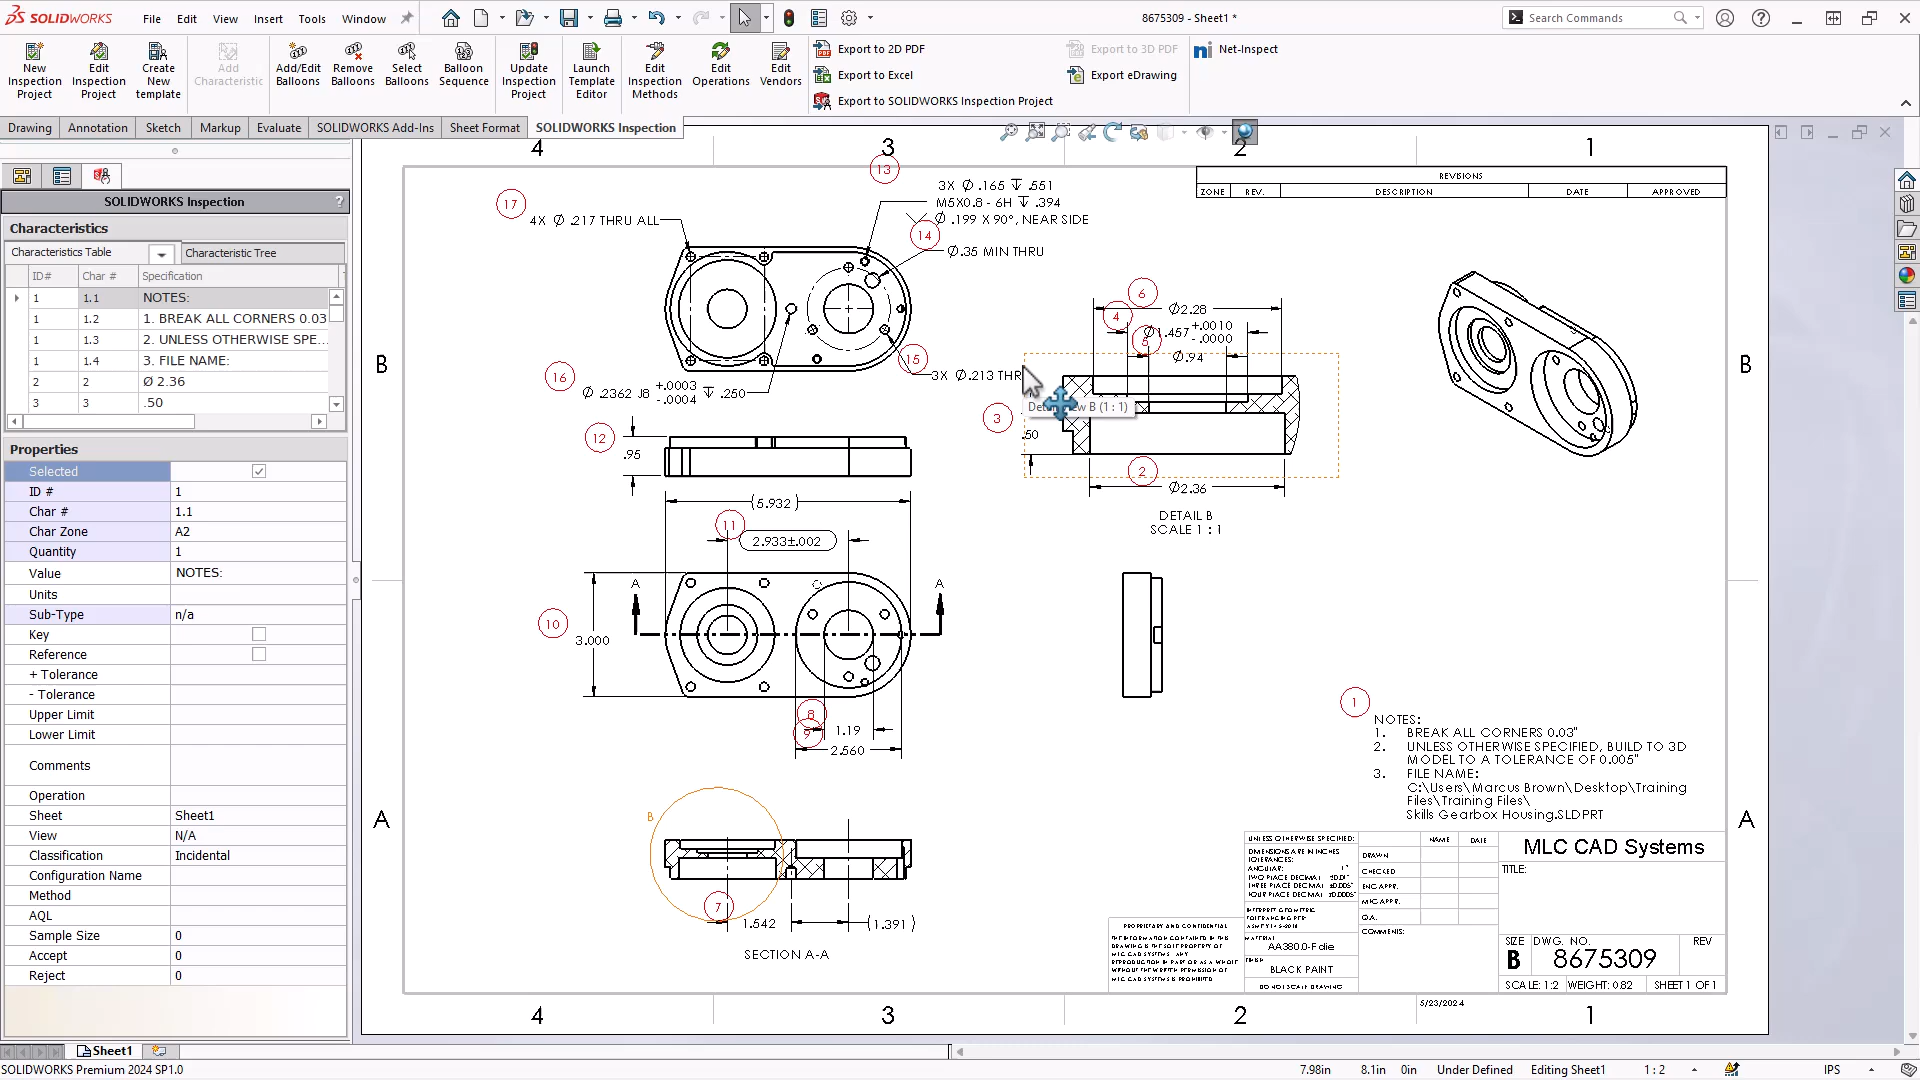 SOLIDWORKS
File Edit View Insert Tools Window
8675309 - Sheet1 *
Search Commands
New Inspection Project
Edit Inspection Project
Create New template
Add Characteristic
Add/Edit Balloons
Remove Balloons
Select Balloons
Balloon Sequence
Update Inspection Project
Launch Template Editor
Edit Inspection Methods
Edit Operations
Edit Vendors
Export to 2D PDF
Export to Excel
Export to SOLIDWORKS Inspection Project
Export to 3D PDF
Export eDrawing
Net-Inspect
Drawing Annotation Sketch Markup Evaluate SOLIDWORKS Add-Ins Sheet Format SOLIDWORKS Inspection
SOLIDWORKS Inspection ?
Characteristics
Characteristics Table Characteristic Tree
ID# Char # Specification
1 1.1 NOTES:
1 1.2 1. BREAK ALL CORNERS 0.03
1 1.3 2. UNLESS OTHERWISE SPE...
1 1.4 3. FILE NAME:
2 2 Ø 2.36
3 3 .50
Properties
Selected
ID # 1
Char # 1.1
Char Zone A2
Quantity 1
Value NOTES:
Units
Sub-Type n/a
Key
Reference
+ Tolerance
- Tolerance
Upper Limit
Lower Limit
Comments
Operation
Sheet Sheet1
View N/A
Classification Incidental
Configuration Name
Method
AQL
Sample Size 0
Accept 0
Reject 0
4 3 2 1
REVISIONS
ZONE REV. DESCRIPTION DATE APPROVED
17
4X Ø .217 THRU ALL
13
3X Ø .165 ↧ .551
M5X0.8 - 6H ↧ .394
Ø .199 X 90°, NEAR SIDE
14
Ø.35 MIN THRU
15
3X Ø.213 THR
16
Ø .2362 J8 +.0003 -.0004 ↧ .250
B
B
6
Ø2.28
4
Ø1.457 +.0010 -.0000
5
Ø.94
3
.50
2
Ø2.36
DETAIL B
SCALE 1 : 1
12
.95
(5.932)
11
2.933±.002
A A
10
3.000
8
9
1.19
2.560
B
7
1.542
(1.391)
SECTION A-A
A
A
1
NOTES:
1. BREAK ALL CORNERS 0.03"
2. UNLESS OTHERWISE SPECIFIED, BUILD TO 3D
MODEL TO A TOLERANCE OF 0.005"
3. FILE NAME:
C:\Users\Marcus Brown\Desktop\Training
Files\Training Files\
Skills Gearbox Housing.SLDPRT
UNLESS OTHERWISE SPECIFIED:
DIMENSIONS ARE IN INCHES
TOLERANCES:
NAME DATE
DRAWN
CHECKED
ENG APPR.
MFG APPR.
Q.A.
COMMENTS:
MATERIAL
AA380.0-F die
FINISH
BLACK PAINT
DO NOT SCALE DRAWING
PROPRIETARY AND CONFIDENTIAL
MLC CAD Systems
TITLE:
SIZE DWG. NO. REV
B 8675309
SCALE: 1:2 WEIGHT: 0.82 SHEET 1 OF 1
5/23/2024
4 3 2 1
Sheet1
SOLIDWORKS Premium 2024 SP1.0
7.98in 8.1in 0in Under Defined Editing Sheet1 1 : 2 IPS